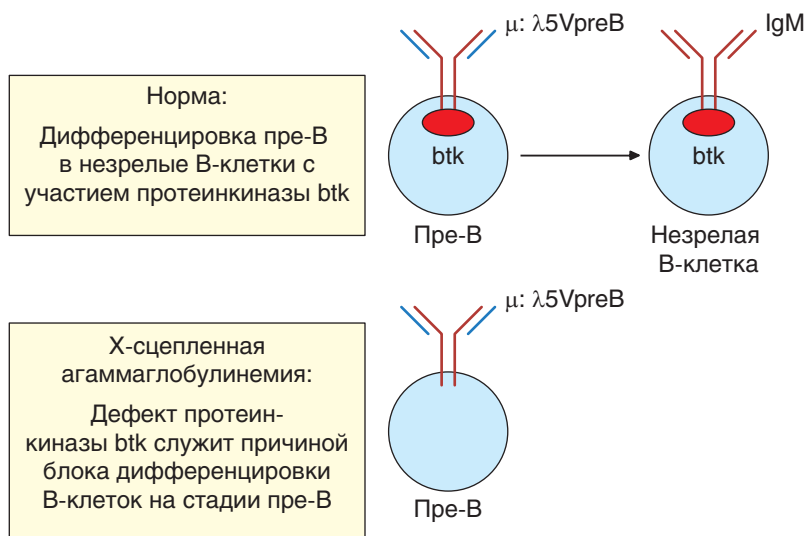 μ: λ5VpreB
IgM
Норма:
Дифференцировка пре-В
в незрелые В-клетки с
участием протеинкиназы btk
btk
btk
Пре-В
Незрелая
В-клетка
μ: λ5VpreB
Х-сцепленная
агаммаглобулинемия:
Дефект протеин-
киназы btk служит причиной
блока дифференцировки
В-клеток на стадии пре-В
Пре-В